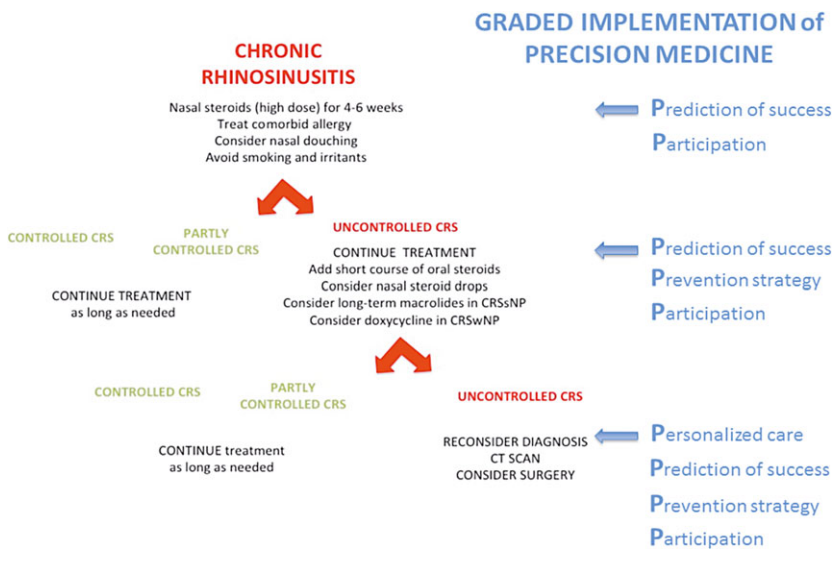 GRADED IMPLEMENTATION of
PRECISION MEDICINE
CHRONIC
RHINOSINUSITIS
Nasal steroids (high dose) for 4-6 weeks
Treat comorbid allergy
Consider nasal douching
Avoid smoking and irritants
Prediction of success
Participation
CONTROLLED CRS
PARTLY
CONTROLLED CRS
CONTINUE TREATMENT
as long as needed
UNCONTROLLED CRS
CONTINUE TREATMENT
Add short course of oral steroids
Consider nasal steroid drops
Consider long-term macrolides in CRSsNP
Consider doxycycline in CRSwNP
Prediction of success
Prevention strategy
Participation
CONTROLLED CRS
PARTLY
CONTROLLED CRS
CONTINUE treatment
as long as needed
UNCONTROLLED CRS
RECONSIDER DIAGNOSIS
CT SCAN
CONSIDER SURGERY
Personalized care
Prediction of success
Prevention strategy
Participation